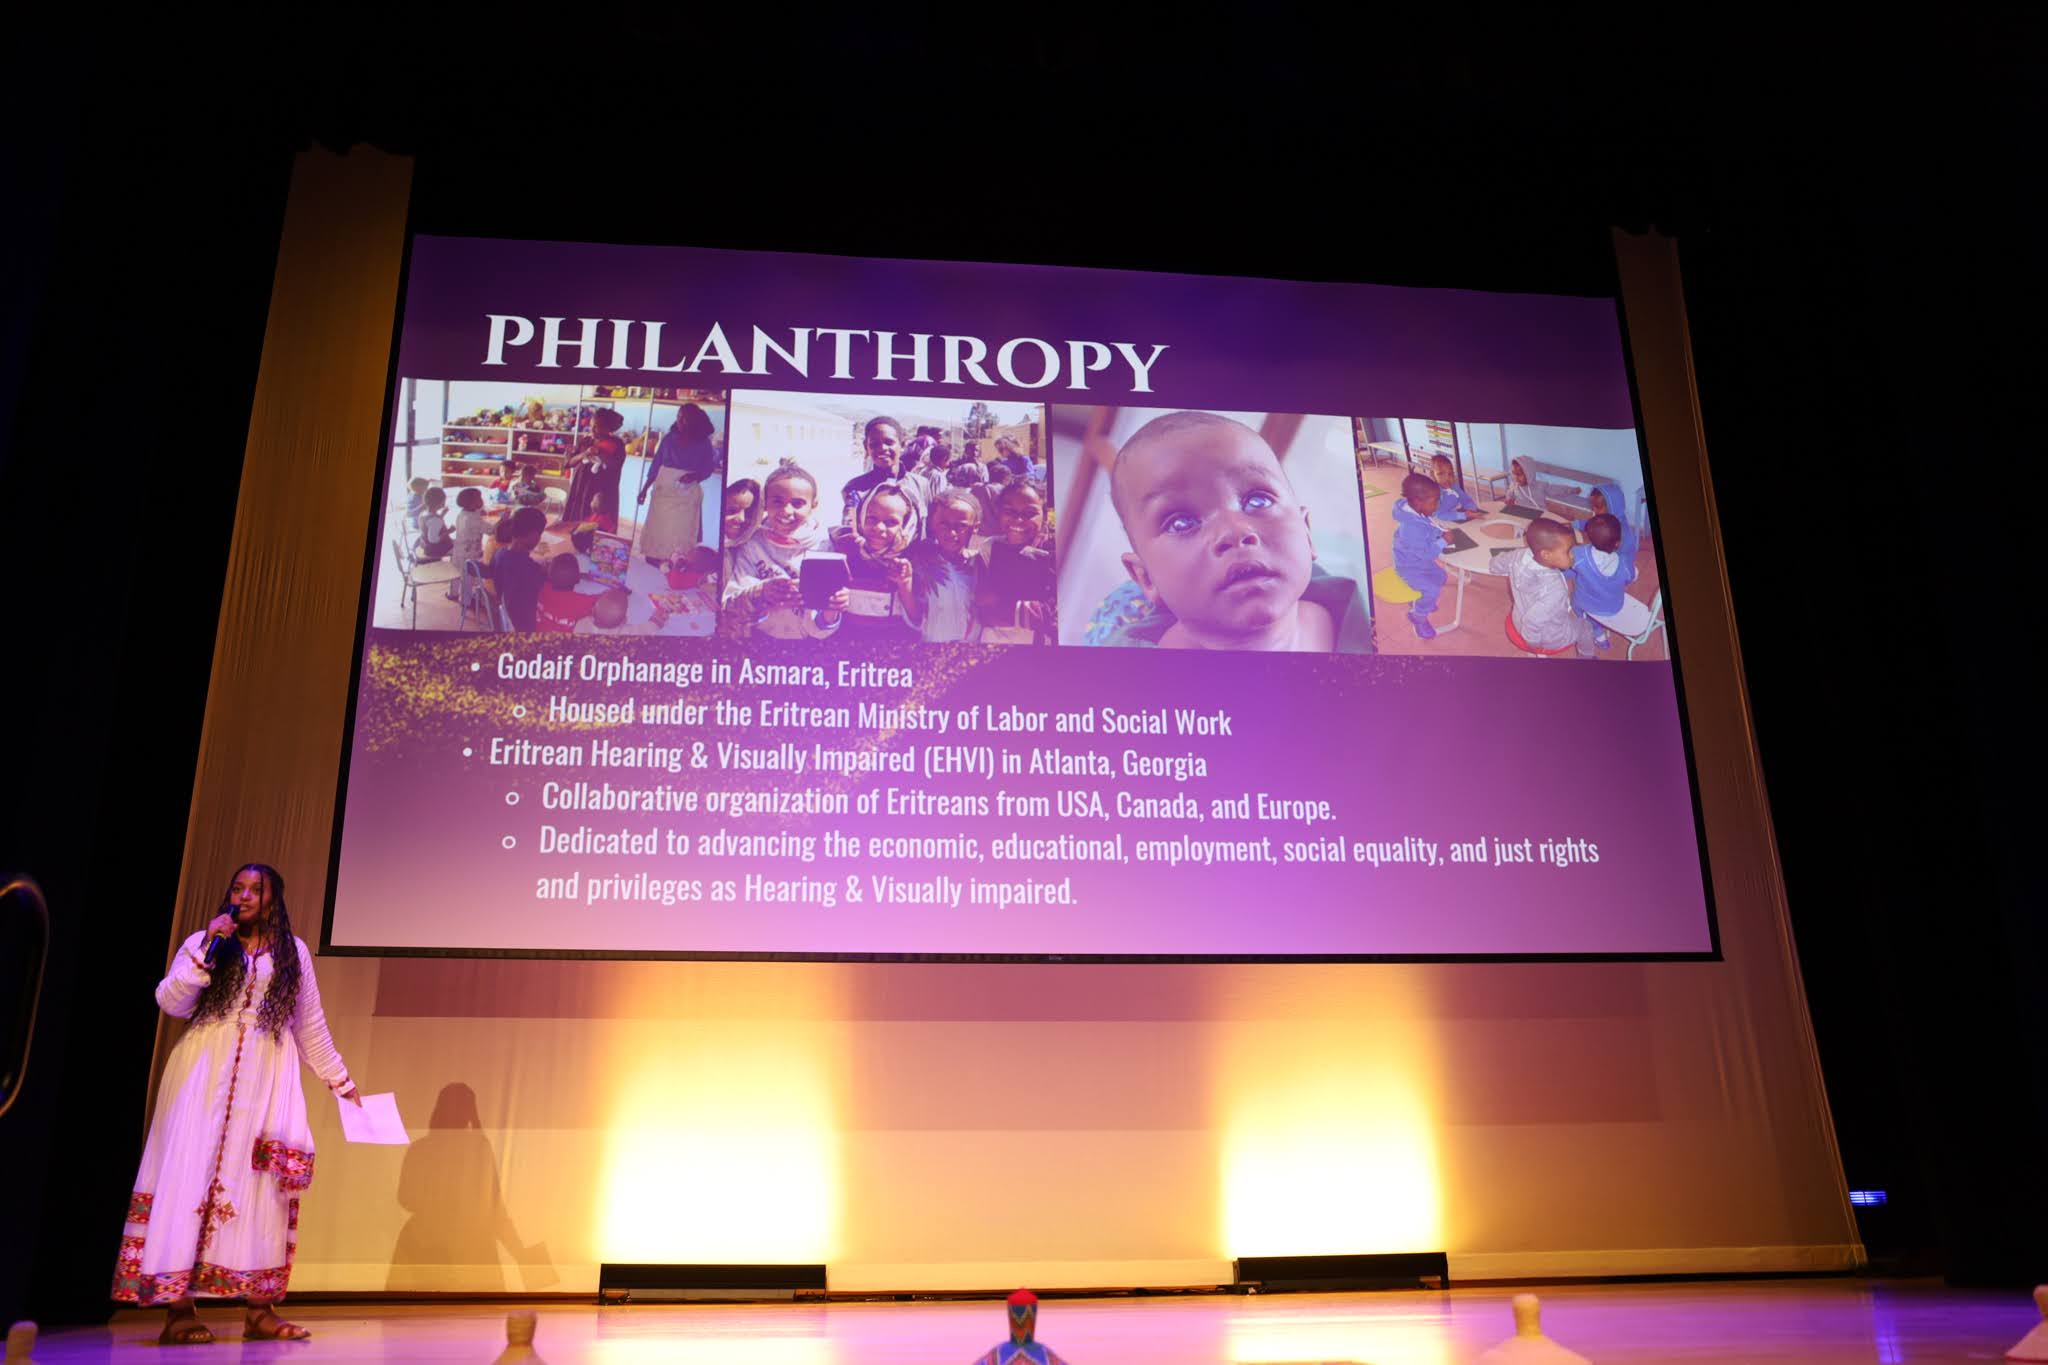 PHILANTHROPY
• Godaif Orphanage in Asmara, Eritrea
○ Housed under the Eritrean Ministry of Labor and Social Work
• Eritrean Hearing & Visually Impaired (EHVI) in Atlanta, Georgia
○ Collaborative organization of Eritreans from USA, Canada, and Europe.
○ Dedicated to advancing the economic, educational, employment, social equality, and just rights
and privileges as Hearing & Visually impaired.